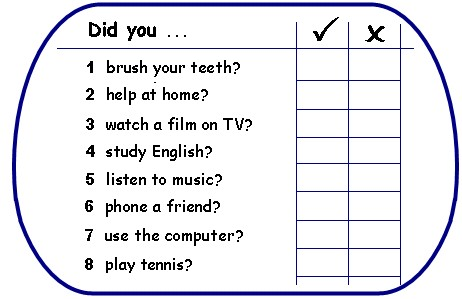 Did you ... ✓ x
1 brush your teeth?
2 help at home?
3 watch a film on TV?
4 study English?
5 listen to music?
6 phone a friend?
7 use the computer?
8 play tennis?